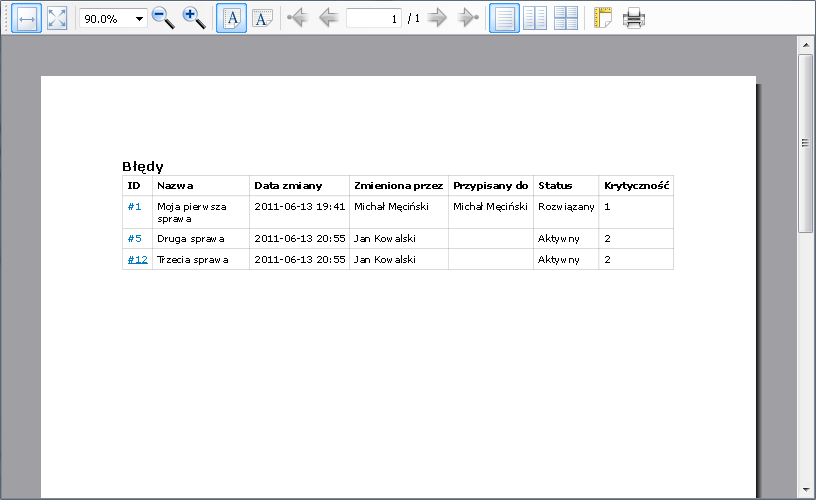 90.0% A A 1 / 1
Błędy
ID Nazwa Data zmiany Zmieniona przez Przypisany do Status Krytyczność
#1 Moja pierwsza 2011-06-13 19:41 Michał Męciński Michał Męciński Rozwiązany 1
sprawa
#5 Druga sprawa 2011-06-13 20:55 Jan Kowalski Aktywny 2
#12 Trzecia sprawa 2011-06-13 20:55 Jan Kowalski Aktywny 2